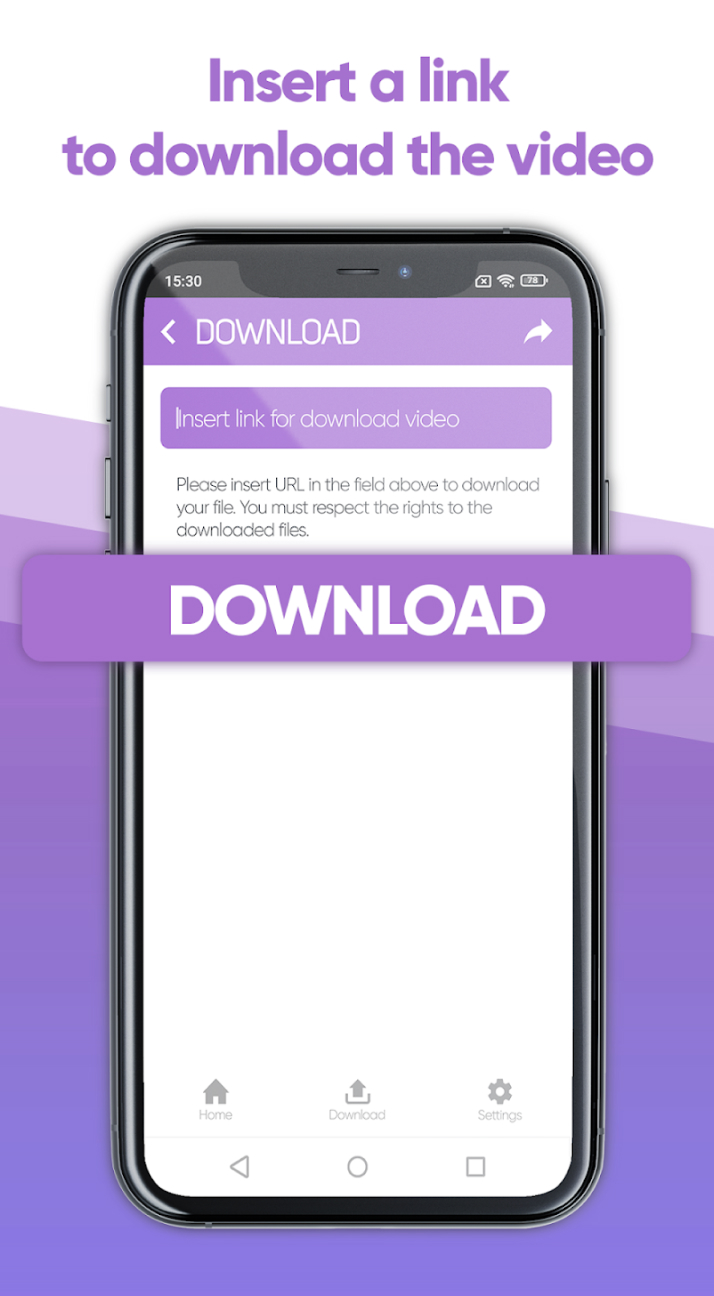 Insert a link
to download the video
15:30
78
DOWNLOAD
Insert link for download video
Please insert URL in the field above to download
your file. You must respect the rights to the
downloaded files.
DOWNLOAD
Home
Download
Settings